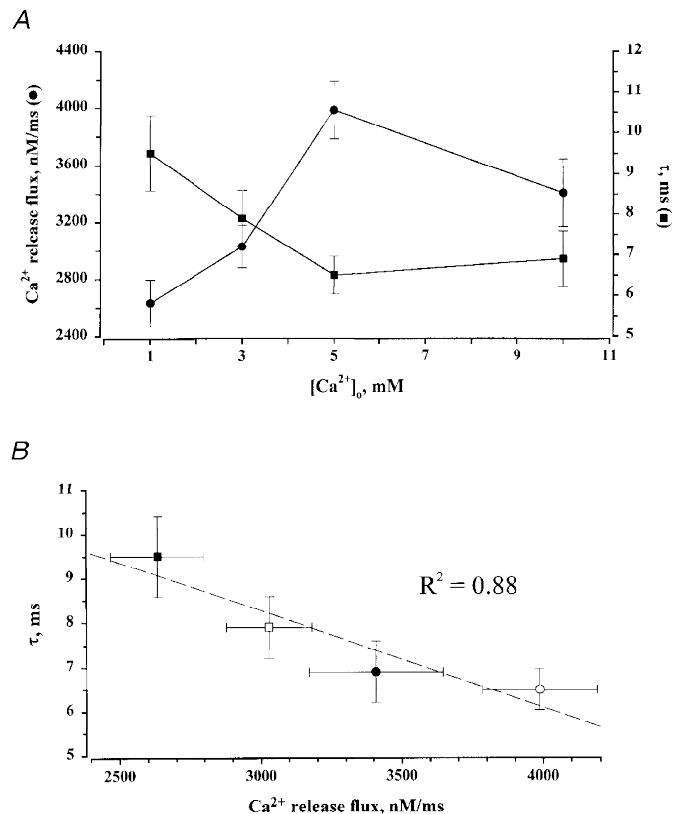 A
4400
4000
3600
3200
2800
2400
Ca²⁺ release flux, nM/ms (●)
12
11
10
9
8
7
6
5
τ, ms (■)
1 3 5 7 9 11
[Ca²⁺]ₒ, mM
B
11
10
9
8
7
6
5
τ, ms
R² = 0.88
2500 3000 3500 4000
Ca²⁺ release flux, nM/ms